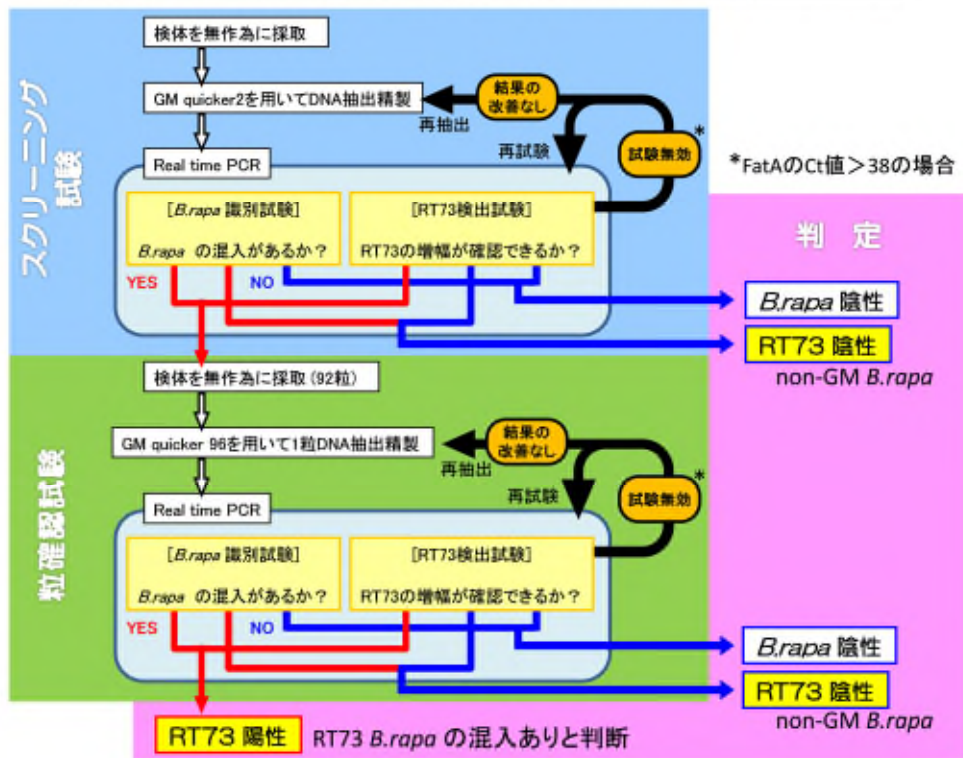 スクリーニング
試験
検体を無作為に採取
GM quicker2を用いてDNA抽出精製
結果の
改善なし
再抽出
再試験
試験無効
*
*FatAのCt値>38の場合
Real time PCR
[B.rapa 識別試験]
B.rapa の混入があるか?
[RT73検出試験]
RT73の増幅が確認できるか?
YES
NO
判 定
B.rapa 陰性
RT73 陰性
non-GM B.rapa
粒確認試験
検体を無作為に採取(92粒)
GM quicker 96を用いて1粒DNA抽出精製
結果の
改善なし
再抽出
再試験
試験無効
*
Real time PCR
[B.rapa 識別試験]
B.rapa の混入があるか?
[RT73検出試験]
RT73の増幅が確認できるか?
YES
NO
B.rapa 陰性
RT73 陰性
non-GM B.rapa
RT73 陽性 RT73 B.rapa の混入ありと判断